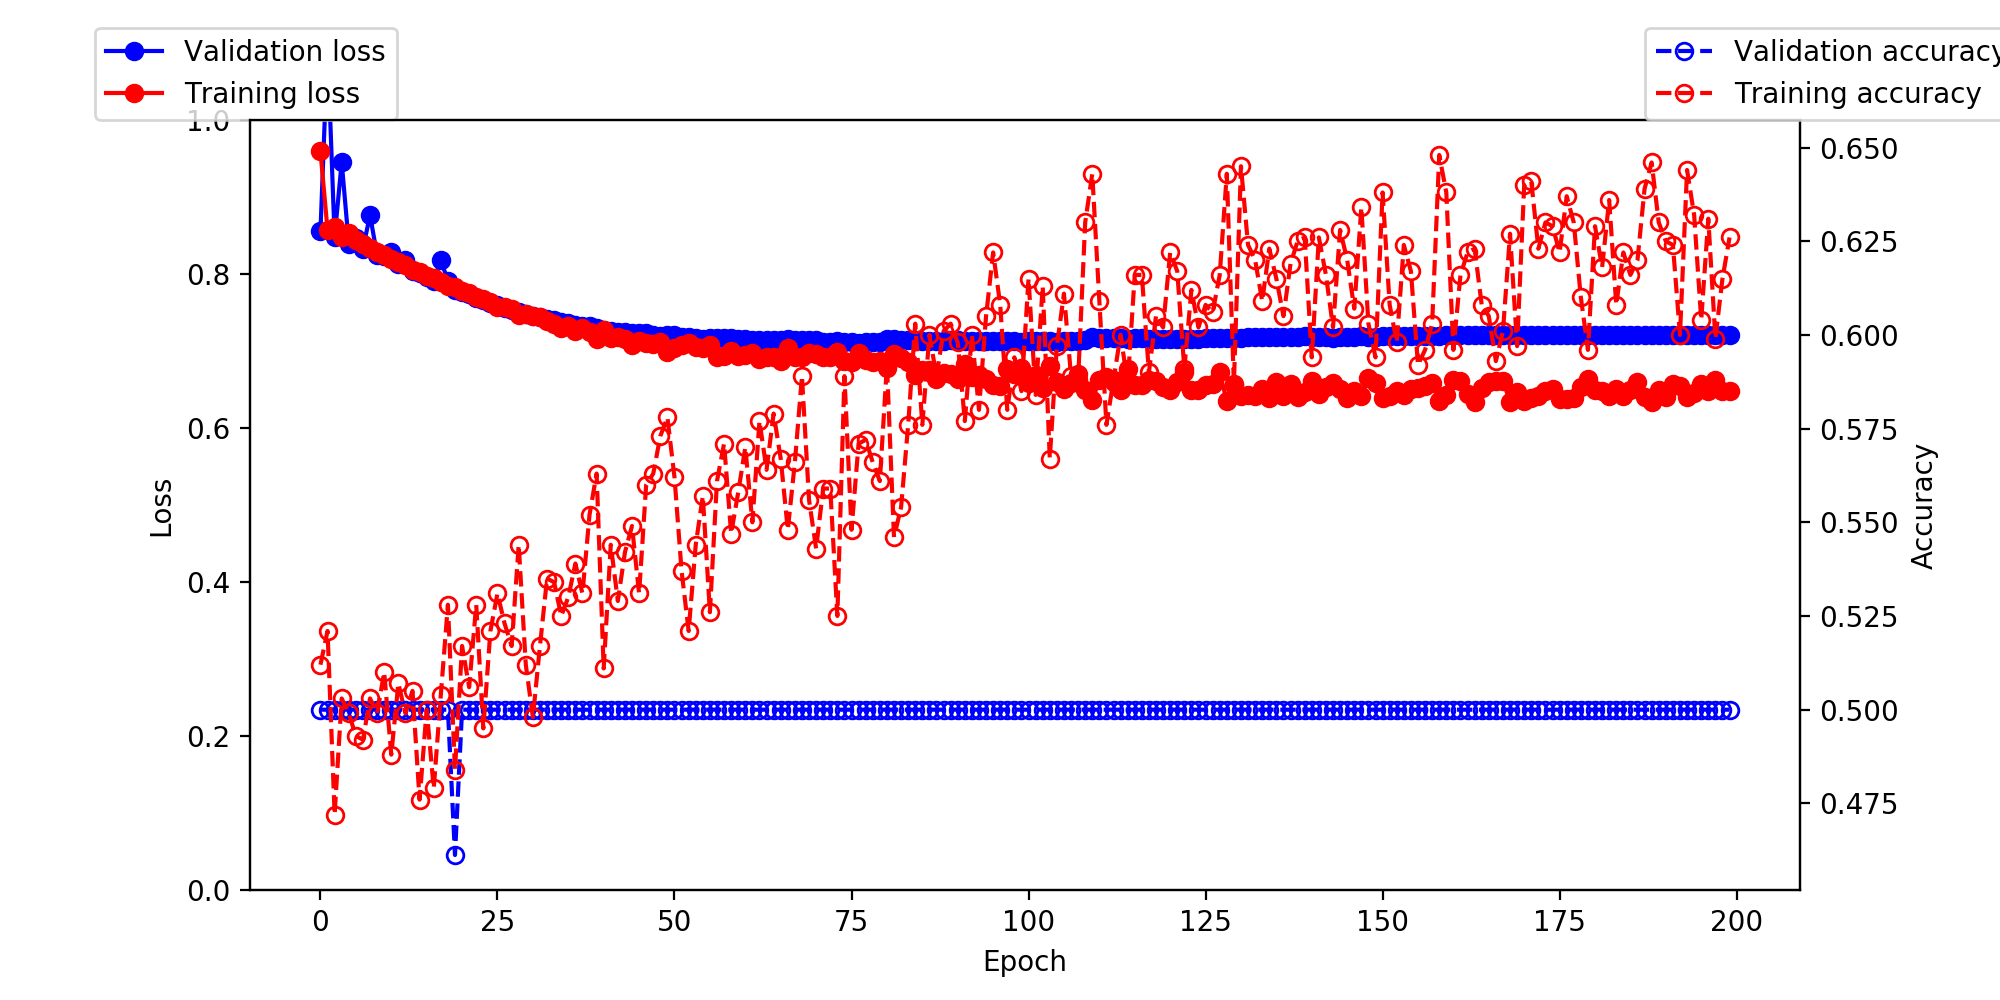 Validation loss
Training loss
Validation accuracy
Training accuracy
1.0
0.8
0.6
0.4
0.2
0.0
Loss
0.650
0.625
0.600
0.575
0.550
0.525
0.500
0.475
Accuracy
0 25 50 75 100 125 150 175 200
Epoch